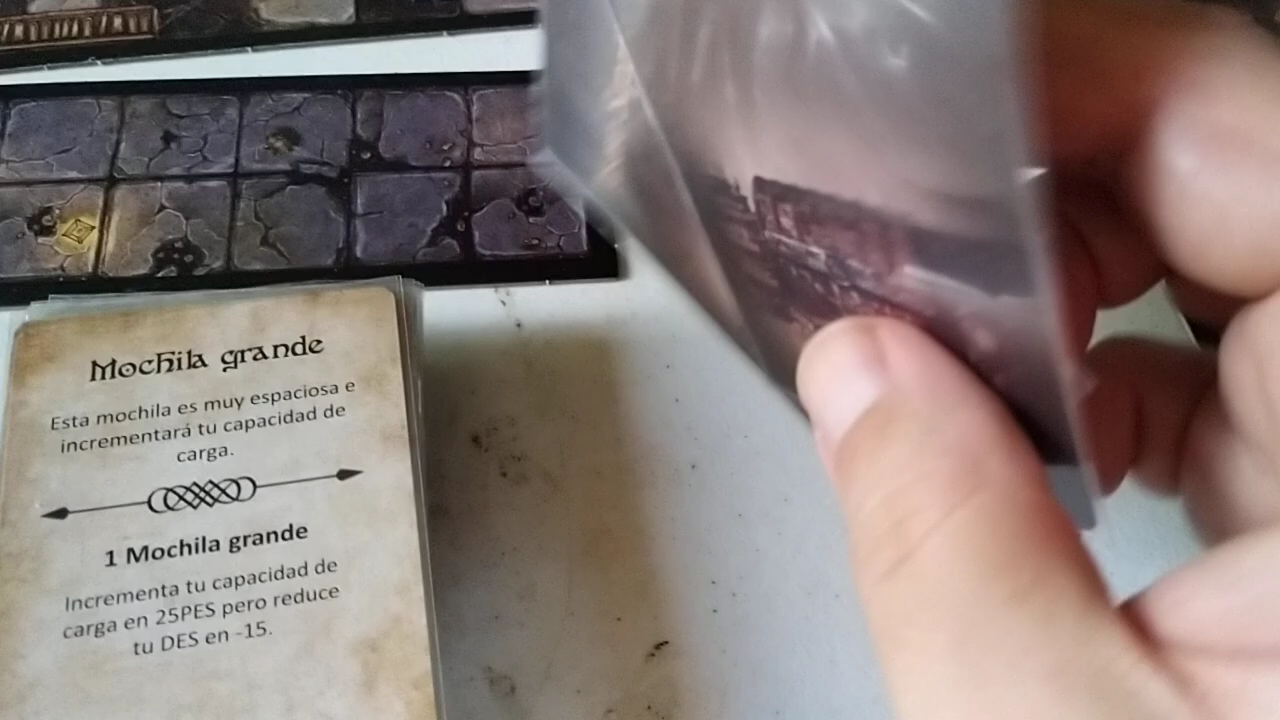 Mochila grande
Esta mochila es muy espaciosa e
incrementará tu capacidad de
carga.
1 Mochila grande
Incrementa tu capacidad de
carga en 25PES pero reduce
tu DES en -15.